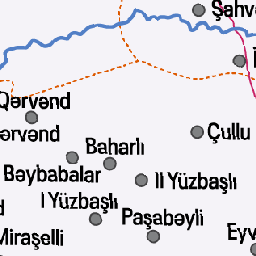 Şahv
Qərvənd
ərvənd
Çullu
Baharlı
Bəybabalar
II Yüzbaşlı
I Yüzbaşlı
Paşabəyli
Miraşelli
Eyv